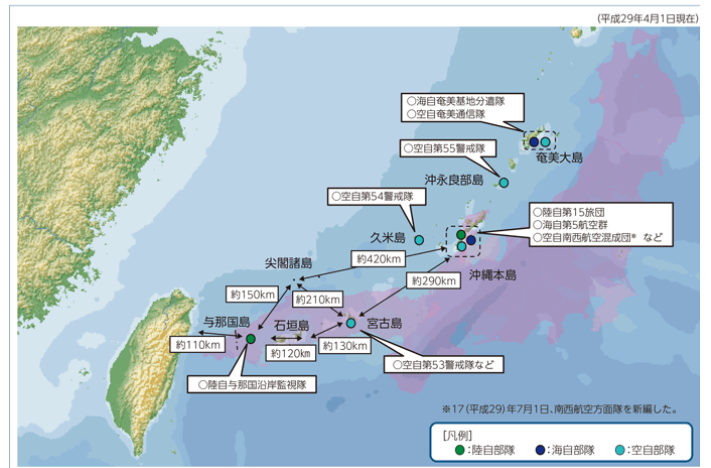 (平成29年4月1日現在)
○海自奄美基地分遣隊
○空自奄美通信隊
奄美大島
○空自第55警戒隊
沖永良部島
○空自第54警戒隊
久米島
○陸自第15旅団
○海自第5航空群
○空自南西航空混成団※ など
沖縄本島
尖閣諸島
約420km
約290km
約150km
約210km
与那国島
石垣島
宮古島
約110km
約120km
約130km
○空自第53警戒隊など
○陸自与那国沿岸監視隊
※17(平成29)年7月1日、南西航空方面隊を新編した。
[凡例]
●:陸自部隊 ●:海自部隊 ●:空自部隊